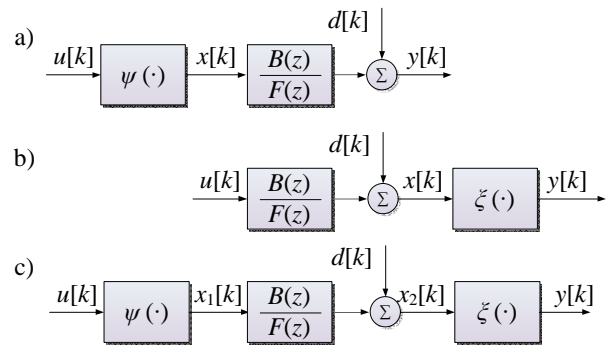 a)
d[k]
u[k] ψ(·) x[k] B(z)/F(z) Σ y[k]
b)
d[k]
u[k] B(z)/F(z) Σ x[k] ξ(·) y[k]
c)
d[k]
u[k] ψ(·) x₁[k] B(z)/F(z) Σ x₂[k] ξ(·) y[k]